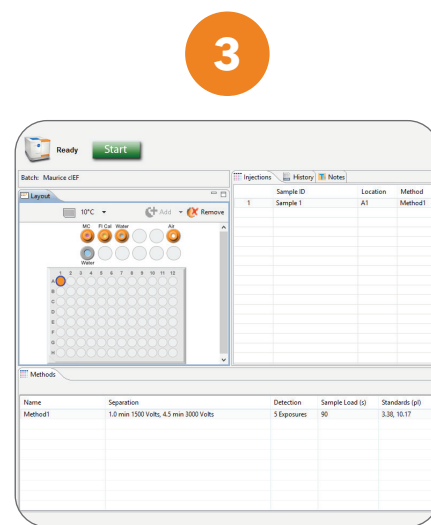 3
Ready
Start
Batch: Maurice cIEF
Layout
10°C
Add
Remove
MC Fl Cal Water Air
Water
1 2 3 4 5 6 7 8 9 10 11 12
A
B
C
D
E
F
G
H
Injections History Notes
Sample ID Location Method
1 Sample 1 A1 Method1
Methods
Name Separation Detection Sample Load (s) Standards (pI)
Method1 1.0 min 1500 Volts, 4.5 min 3000 Volts 5 Exposures 90 3.38, 10.17